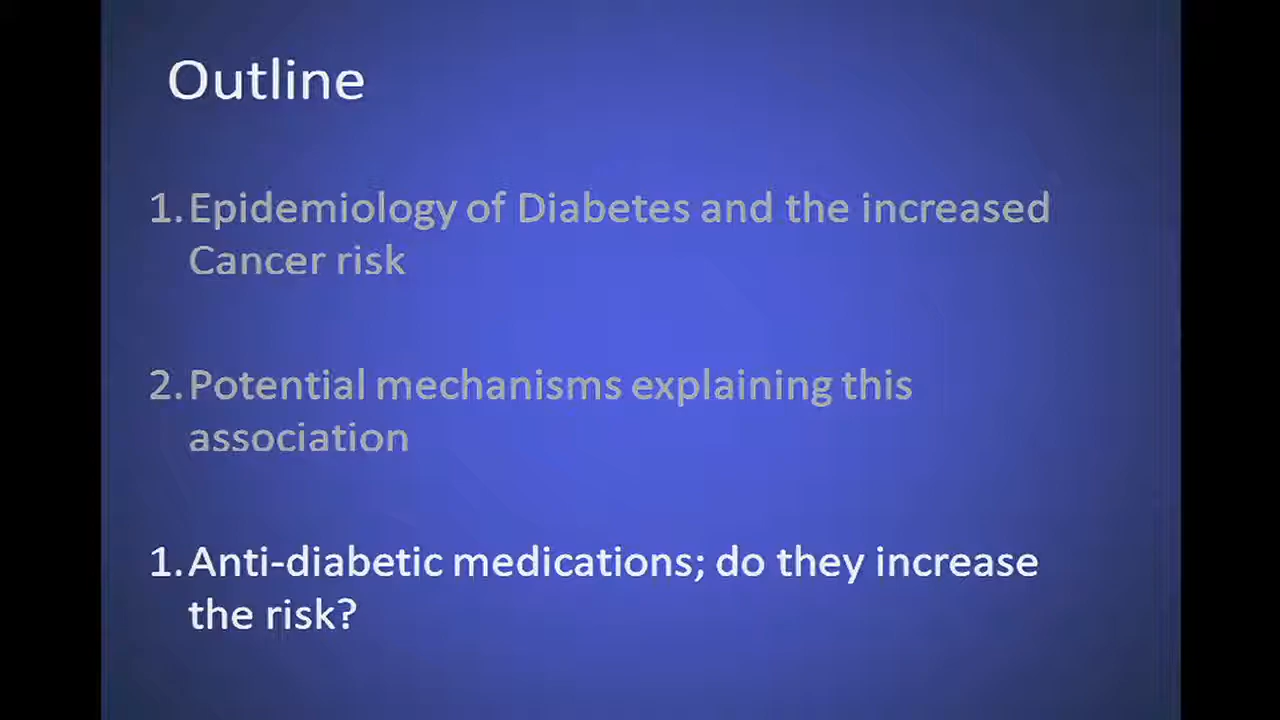 Outline
1. Epidemiology of Diabetes and the increased
Cancer risk
2. Potential mechanisms explaining this
association
1. Anti-diabetic medications; do they increase
the risk?